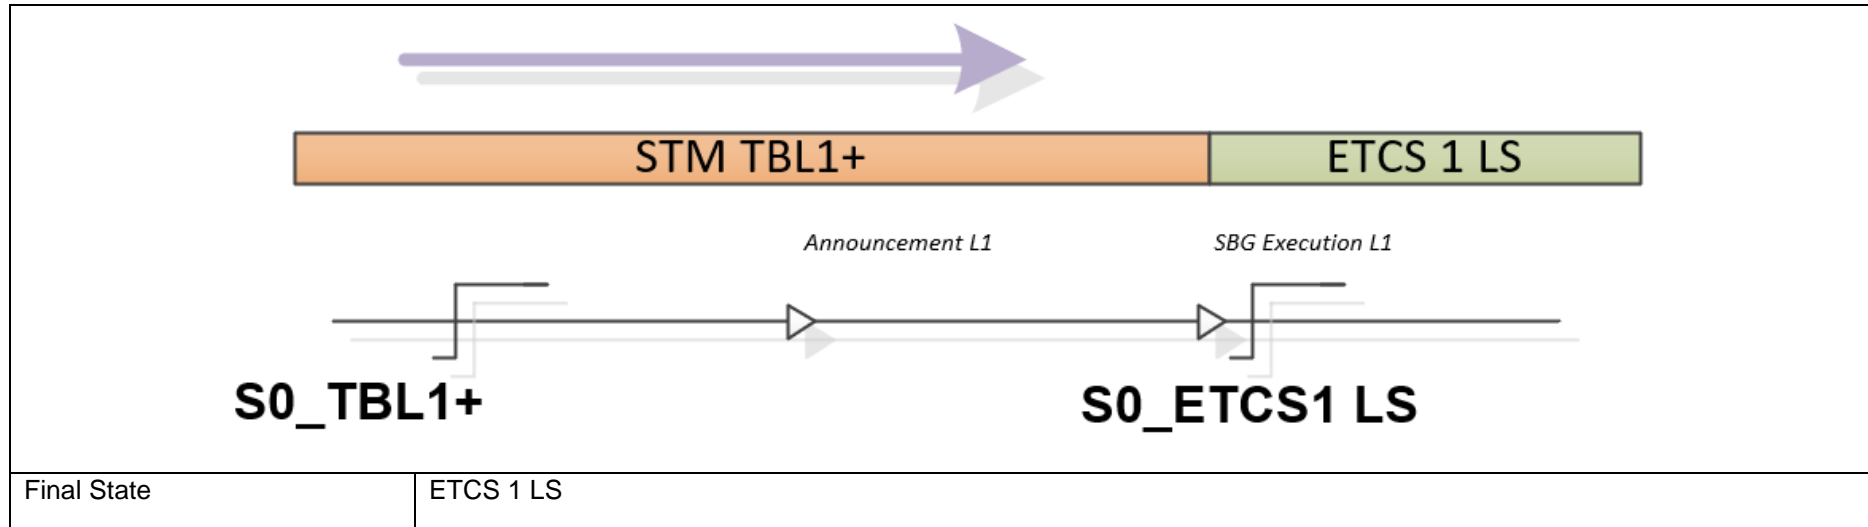 STM TBL1+
ETCS 1 LS
Announcement L1
SBG Execution L1
S0_TBL1+
S0_ETCS1 LS
Final State
ETCS 1 LS